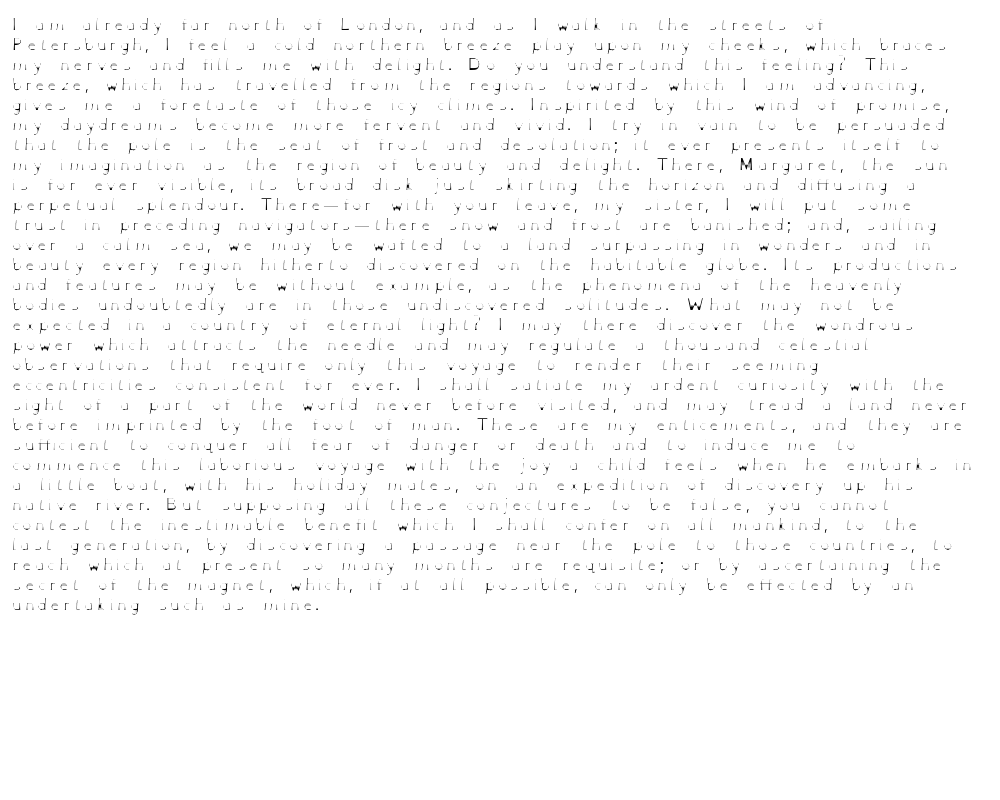 I am already far north of London, and as I walk in the streets of
Petersburgh, I feel a cold northern breeze play upon my cheeks, which braces
my nerves and fills me with delight. Do you understand this feeling? This
breeze, which has travelled from the regions towards which I am advancing,
gives me a foretaste of those icy climes. Inspirited by this wind of promise,
my daydreams become more fervent and vivid. I try in vain to be persuaded
that the pole is the seat of frost and desolation; it ever presents itself to
my imagination as the region of beauty and delight. There, Margaret, the sun
is for ever visible, its broad disk just skirting the horizon and diffusing a
perpetual splendour. There—for with your leave, my sister, I will put some
trust in preceding navigators—there snow and frost are banished; and, sailing
over a calm sea, we may be wafted to a land surpassing in wonders and in
beauty every region hitherto discovered on the habitable globe. Its productions
and features may be without example, as the phenomena of the heavenly
bodies undoubtedly are in those undiscovered solitudes. What may not be
expected in a country of eternal light? I may there discover the wondrous
power which attracts the needle and may regulate a thousand celestial
observations that require only this voyage to render their seeming
eccentricities consistent for ever. I shall satiate my ardent curiosity with the
sight of a part of the world never before visited, and may tread a land never
before imprinted by the foot of man. These are my enticements, and they are
sufficient to conquer all fear of danger or death and to induce me to
commence this laborious voyage with the joy a child feels when he embarks in
a little boat, with his holiday mates, on an expedition of discovery up his
native river. But supposing all these conjectures to be false, you cannot
contest the inestimable benefit which I shall confer on all mankind, to the
last generation, by discovering a passage near the pole to those countries, to
reach which at present so many months are requisite; or by ascertaining the
secret of the magnet, which, if at all possible, can only be effected by an
undertaking such as mine.